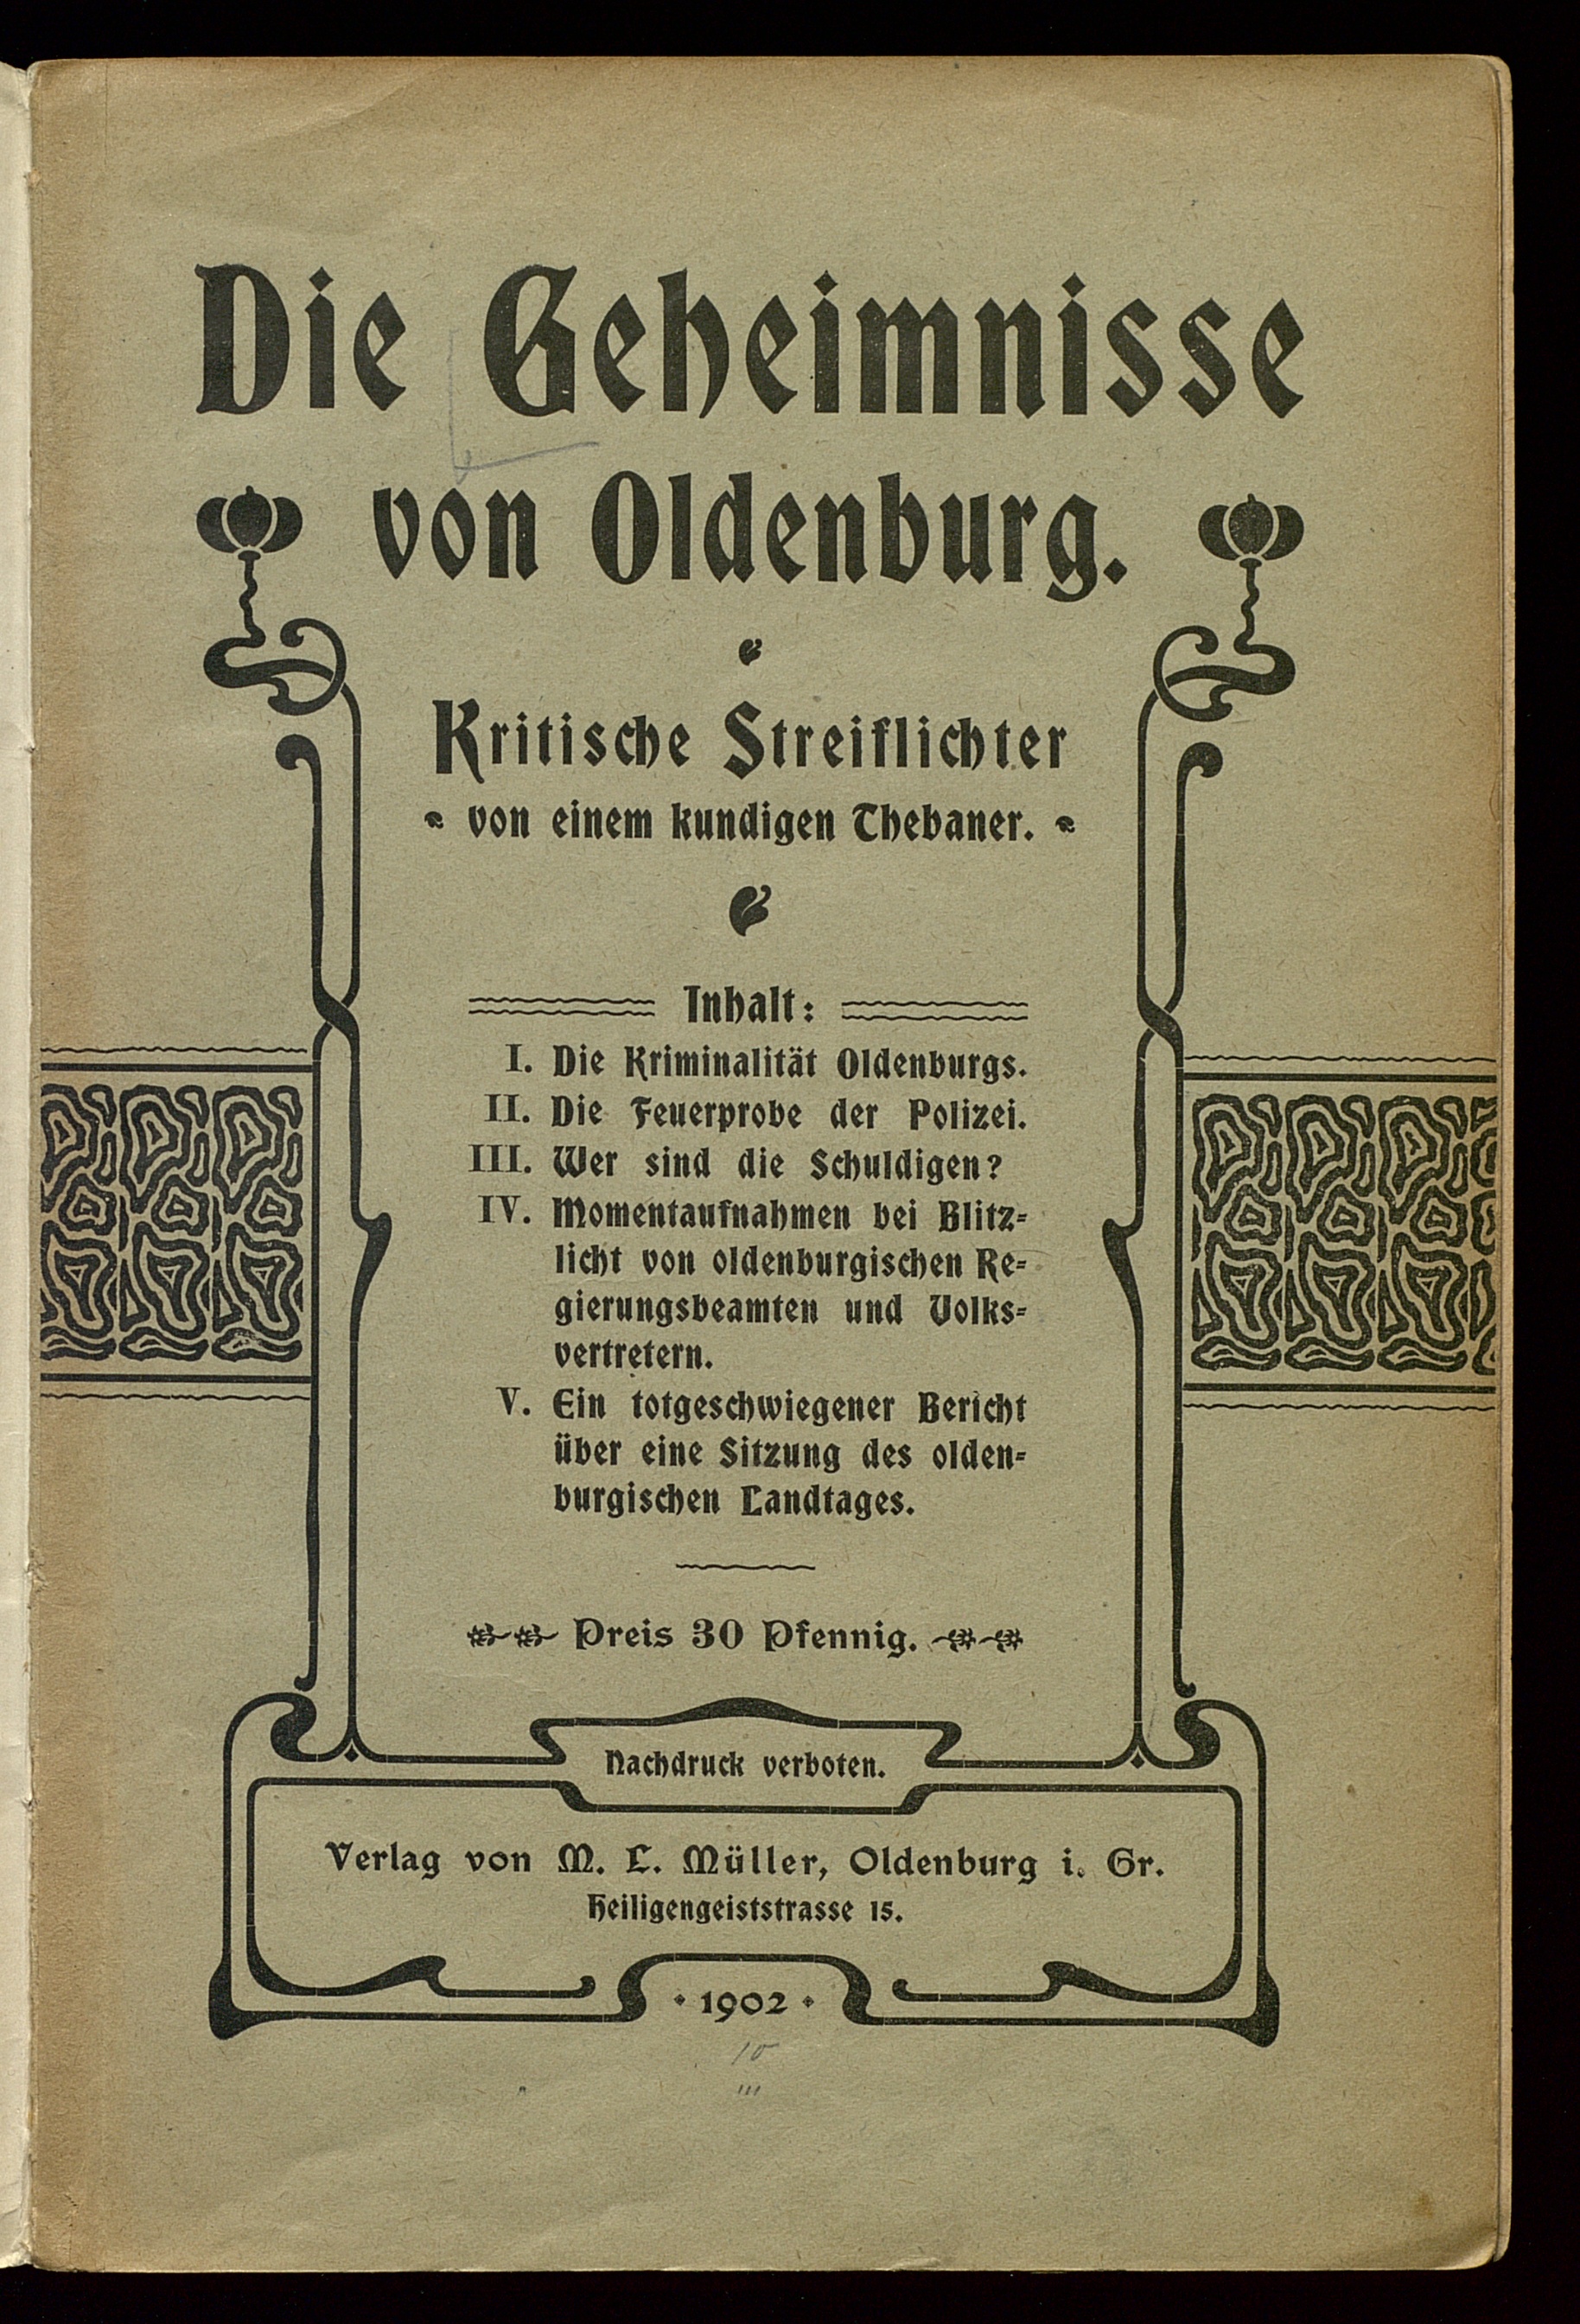 Die Geheimnisse
von Oldenburg.
Kritische Streiflichter
von einem kundigen Thebaner.
Inhalt:
I. Die Kriminalität Oldenburgs.
II. Die Feuerprobe der Polizei.
III. Wer sind die Schuldigen?
IV. Momentaufnahmen bei Blitz-
licht von oldenburgischen Re-
gierungsbeamten und Volks-
vertretern.
V. Ein totgeschwiegener Bericht
über eine Sitzung des olden-
burgischen Landtages.
Preis 30 Pfennig.
Nachdruck verboten.
Verlag von M. L. Müller, Oldenburg i. Gr.
Heiligengeiststrasse 15.
1902